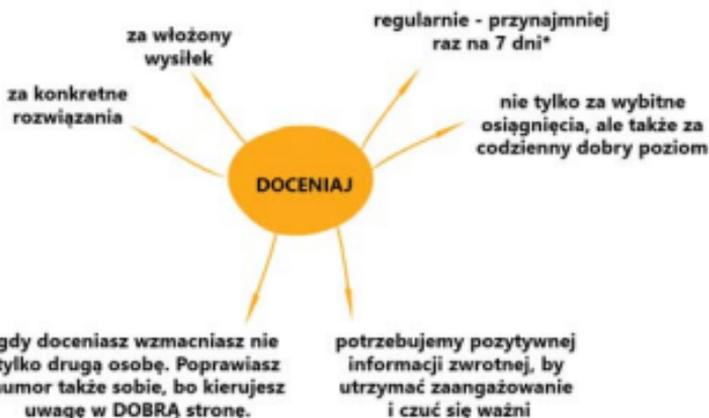 za włożony
wysiłek
regularnie - przynajmniej
raz na 7 dni*
za konkretne
rozwiązania
nie tylko za wybitne
osiągnięcia, ale także za
codzienny dobry poziom
DOCENIAJ
gdy doceniasz wzmacniasz nie
tylko drugą osobę. Poprawiasz
humor także sobie, bo kierujesz
uwagę w DOBRĄ stronę.
potrzebujemy pozytywnej
informacji zwrotnej, by
utrzymać zaangażowanie
i czuć się ważni